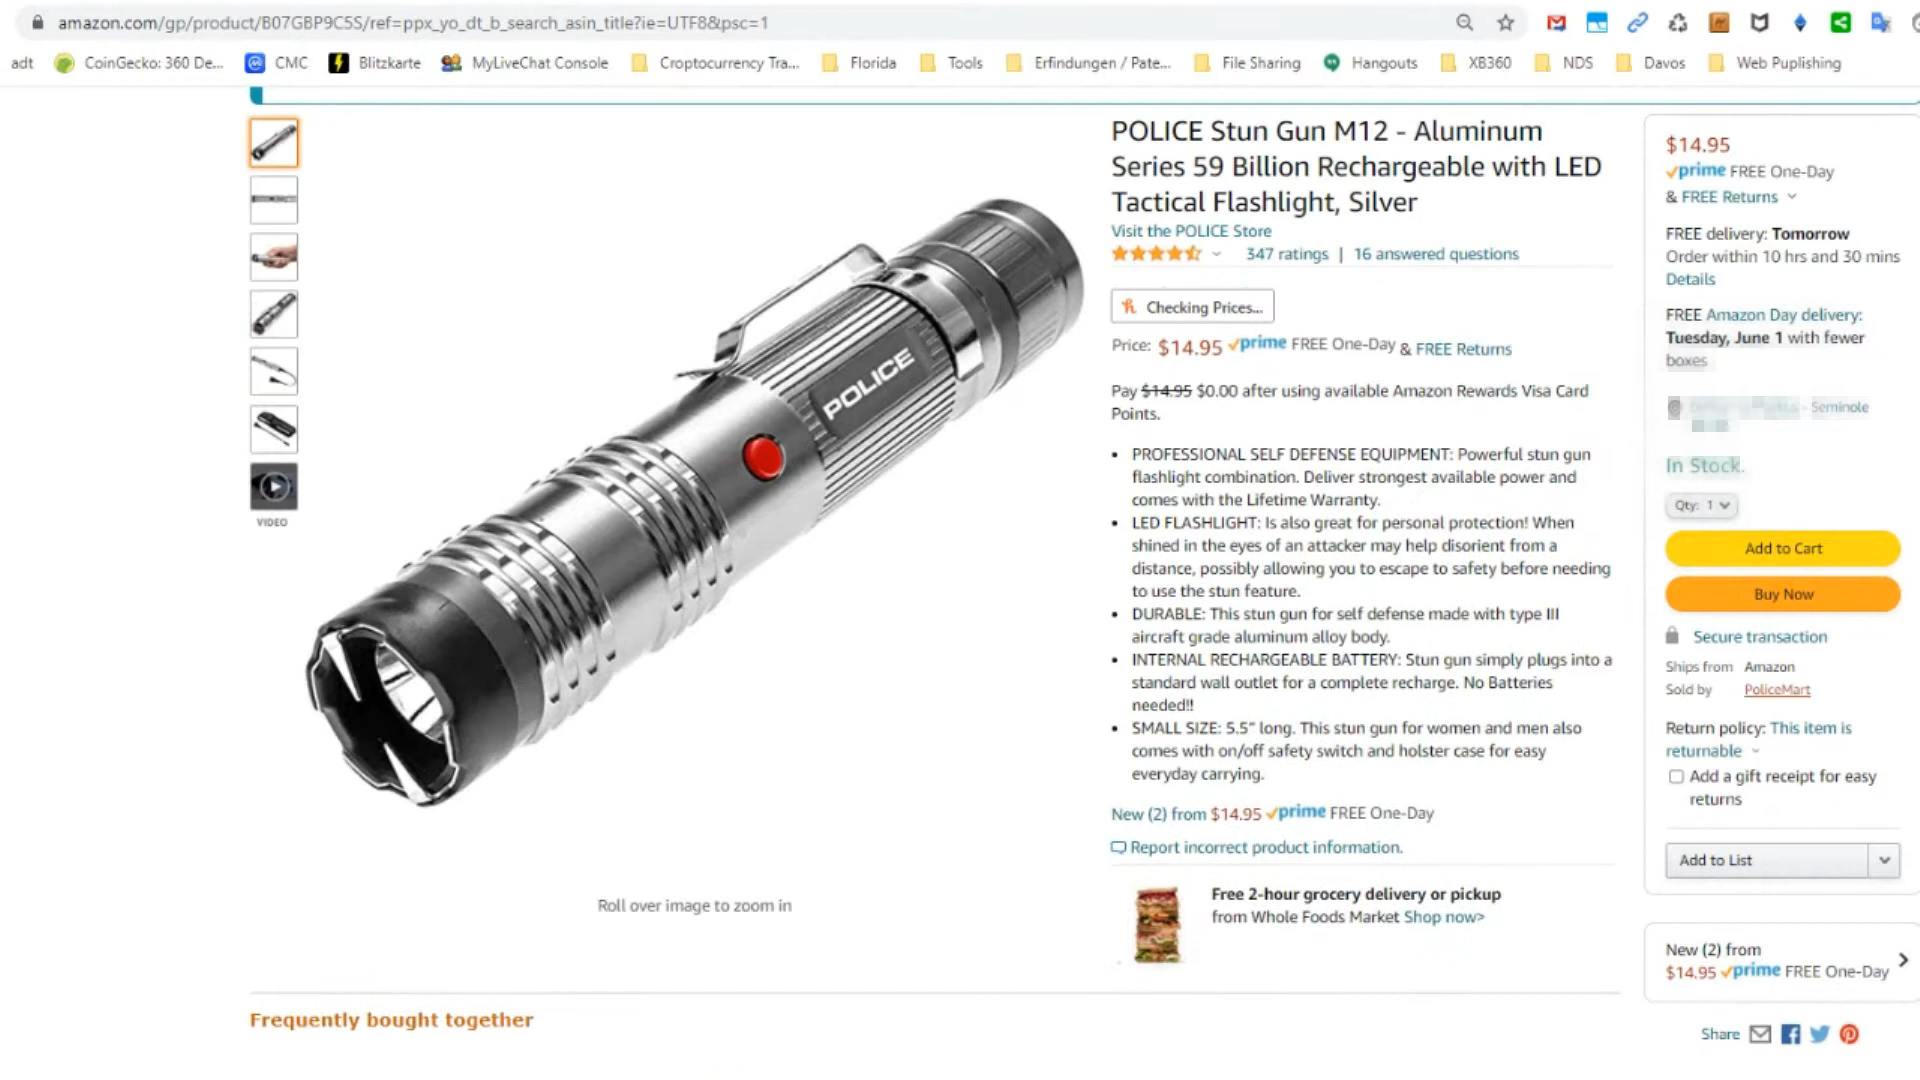 amazon.com/gp/product/B07GBP9C5S/ref=ppx_yo_dt_b_search_asin_title?ie=UTF8&psc=1
adt CoinGecko: 360 De... CMC Blitzkarte MyLiveChat Console Croptocurrency Tra... Florida Tools Erfindungen / Pate... File Sharing Hangouts XB360 NDS Davos Web Puplishing
POLICE
VIDEO
Roll over image to zoom in
POLICE Stun Gun M12 - Aluminum
Series 59 Billion Rechargeable with LED
Tactical Flashlight, Silver
Visit the POLICE Store
347 ratings | 16 answered questions
Checking Prices...
Price: $14.95 prime FREE One-Day & FREE Returns
Pay $14.95 $0.00 after using available Amazon Rewards Visa Card
Points.
• PROFESSIONAL SELF DEFENSE EQUIPMENT: Powerful stun gun
flashlight combination. Deliver strongest available power and
comes with the Lifetime Warranty.
• LED FLASHLIGHT: Is also great for personal protection! When
shined in the eyes of an attacker may help disorient from a
distance, possibly allowing you to escape to safety before needing
to use the stun feature.
• DURABLE: This stun gun for self defense made with type III
aircraft grade aluminum alloy body.
• INTERNAL RECHARGEABLE BATTERY: Stun gun simply plugs into a
standard wall outlet for a complete recharge. No Batteries
needed!!
• SMALL SIZE: 5.5" long. This stun gun for women and men also
comes with on/off safety switch and holster case for easy
everyday carrying.
New (2) from $14.95 prime FREE One-Day
Report incorrect product information.
Free 2-hour grocery delivery or pickup
from Whole Foods Market Shop now>
$14.95
prime FREE One-Day
& FREE Returns
FREE delivery: Tomorrow
Order within 10 hrs and 30 mins
Details
FREE Amazon Day delivery:
Tuesday, June 1 with fewer
boxes
- Seminole
In Stock.
Qty: 1
Add to Cart
Buy Now
Secure transaction
Ships from Amazon
Sold by PoliceMart
Return policy: This item is
returnable
Add a gift receipt for easy
returns
Add to List
New (2) from
$14.95 prime FREE One-Day
Share
Frequently bought together